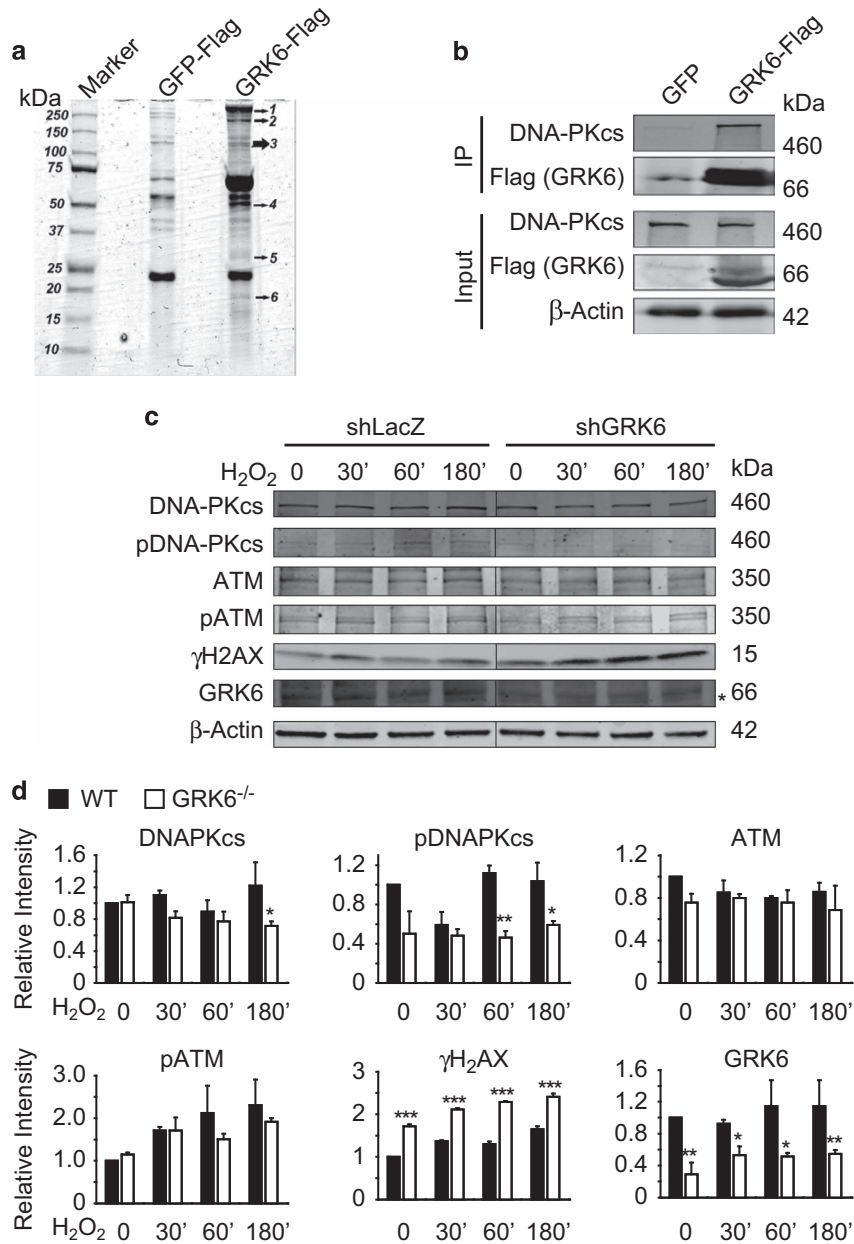 a
Marker
GFP-Flag
GRK6-Flag
kDa
250
150
100
75
50
37
25
20
15
10
1
2
3
4
5
6
b
GFP
GRK6-Flag
kDa
IP
DNA-PKcs
460
Flag (GRK6)
66
Input
DNA-PKcs
460
Flag (GRK6)
66
β-Actin
42
c
shLacZ shGRK6
H₂O₂ 0 30' 60' 180' 0 30' 60' 180' kDa
DNA-PKcs 460
pDNA-PKcs 460
ATM 350
pATM 350
γH2AX 15
GRK6 * 66
β-Actin 42
d WT GRK6⁻/⁻
DNAPKcs
Relative Intensity
1.6
1.2
0.8
0.4
0
*
H₂O₂ 0 30' 60' 180'
pDNAPKcs
1.2
0.8
0.4
0
** *
0 30' 60' 180'
ATM
1.2
0.8
0.4
0
0 30' 60' 180'
pATM
Relative Intensity
3.0
2.0
1.0
0
H₂O₂ 0 30' 60' 180'
γH₂AX
3
2
1
0
*** *** *** ***
0 30' 60' 180'
GRK6
1.6
1.2
0.8
0.4
0
** * * **
0 30' 60' 180'